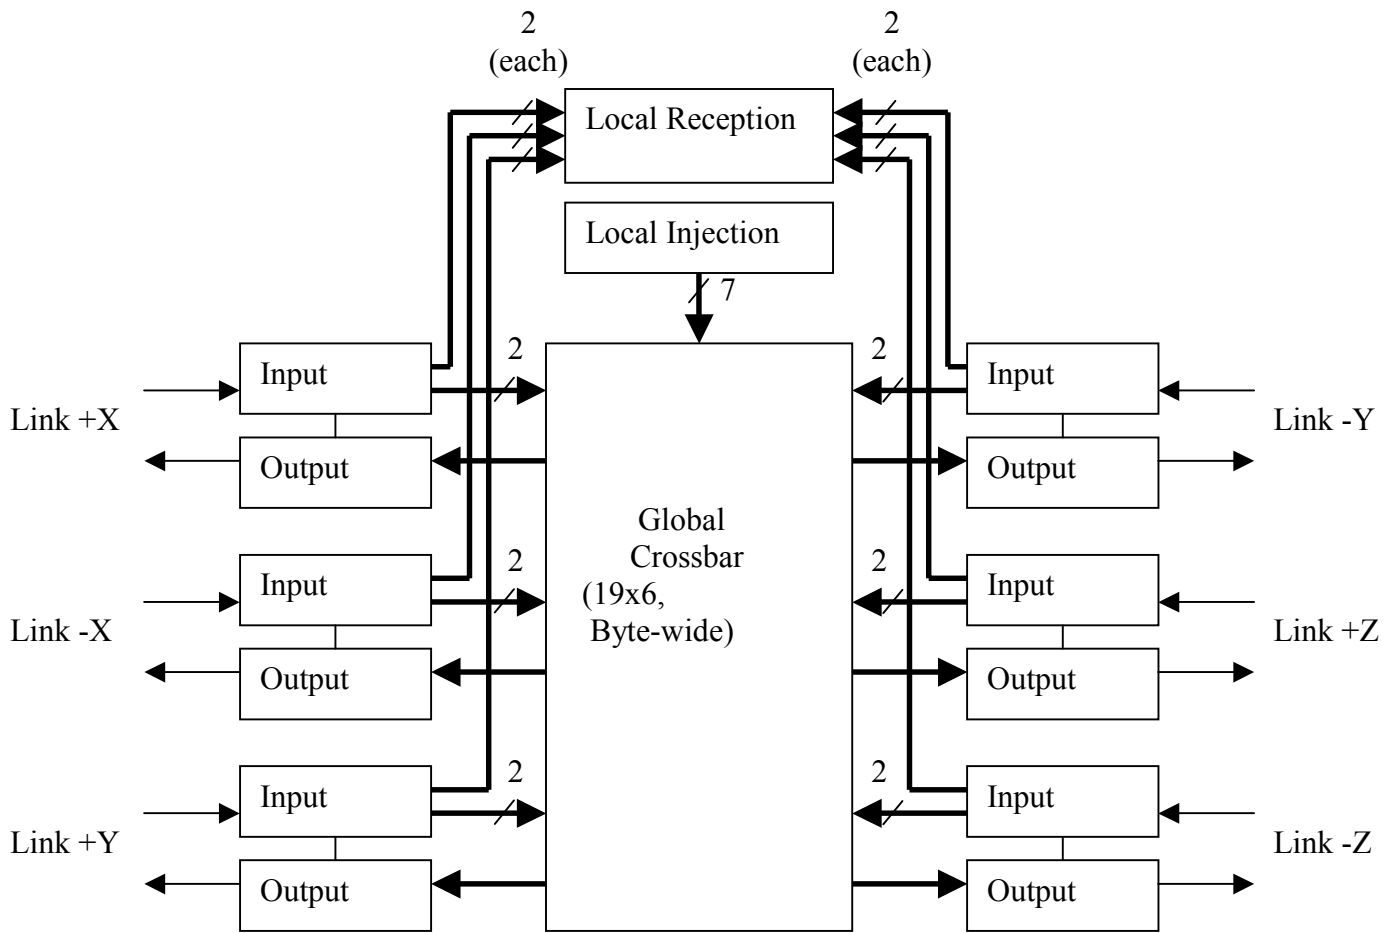 2
(each)
2
(each)
Local Reception
Local Injection
7
Input
2
2
Input
Link +X
Link -Y
Output
Output
Global
Crossbar
(19x6,
Byte-wide)
Input
2
2
Input
Link -X
Link +Z
Output
Output
Input
2
2
Input
Link +Y
Link -Z
Output
Output